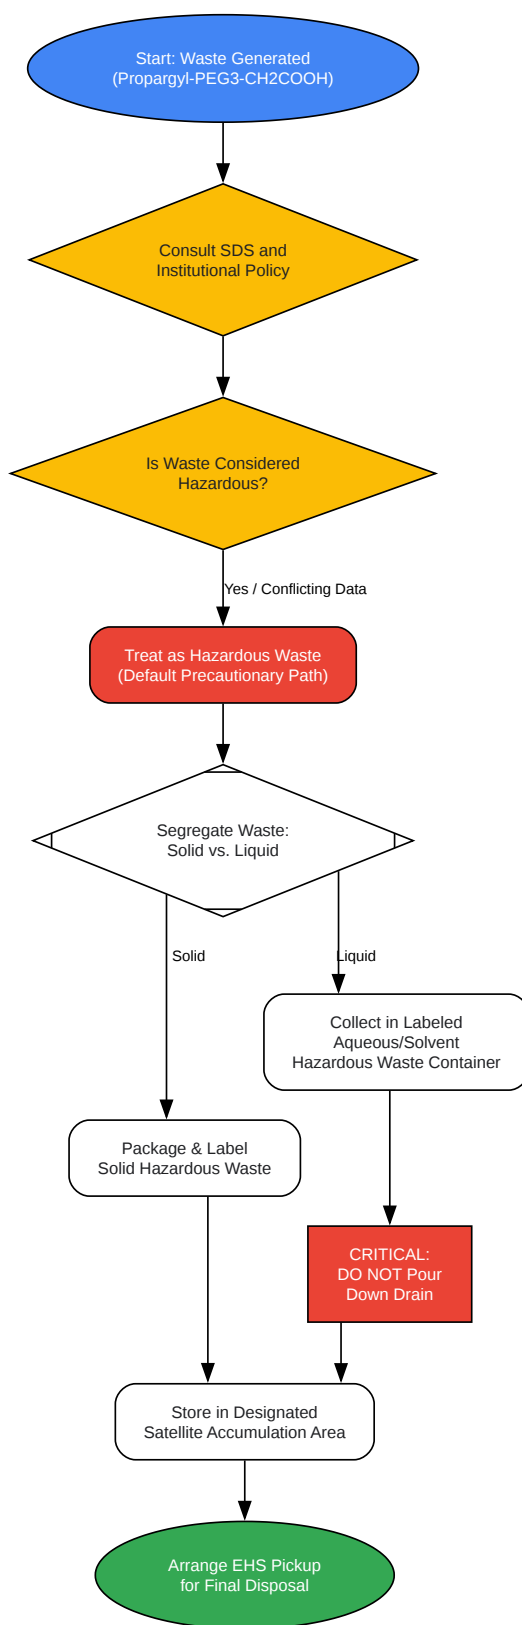 Start: Waste Generated
(Propargyl-PEG3-CH2COOH)
Consult SDS and
Institutional Policy
Is Waste Considered
Hazardous?
Yes / Conflicting Data
Treat as Hazardous Waste
(Default Precautionary Path)
Segregate Waste:
Solid vs. Liquid
Solid
Liquid
Collect in Labeled
Aqueous/Solvent
Hazardous Waste Container
Package & Label
Solid Hazardous Waste
CRITICAL:
DO NOT Pour
Down Drain
Store in Designated
Satellite Accumulation Area
Arrange EHS Pickup
for Final Disposal